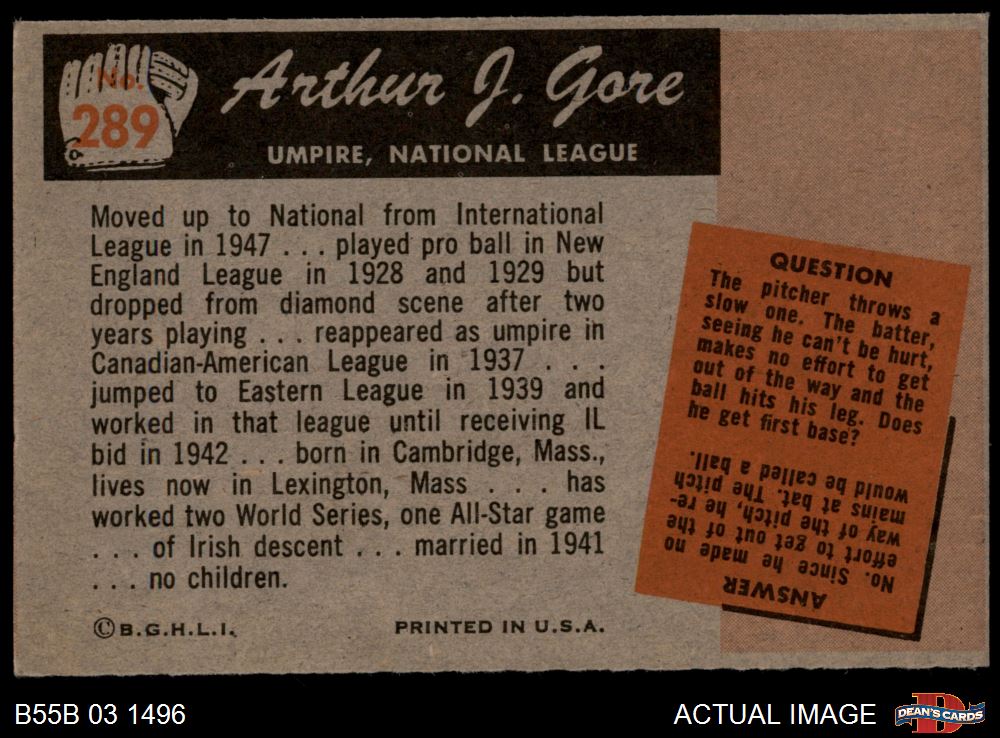 No.
289
Arthur J. Gore
UMPIRE, NATIONAL LEAGUE
Moved up to National from International
League in 1947 . . . played pro ball in New
England League in 1928 and 1929 but
dropped from diamond scene after two
years playing . . . reappeared as umpire in
Canadian-American League in 1937 . . .
jumped to Eastern League in 1939 and
worked in that league until receiving IL
bid in 1942 . . . born in Cambridge, Mass.,
lives now in Lexington, Mass . . . has
worked two World Series, one All-Star game
. . . of Irish descent . . . married in 1941
. . . no children.
©B.G.H.L.I.
PRINTED IN U.S.A.
QUESTION
The pitcher throws a
slow one. The batter,
seeing he can't be hurt,
makes no effort to get
out of the way and the
ball hits his leg. Does
he get first base?
ANSWER
No. Since he made no
effort to get out of the
way of the pitch, he re-
mains at bat. The pitch
would be called a ball.
B55B 03 1496
ACTUAL IMAGE
D
DEAN'S CARDS